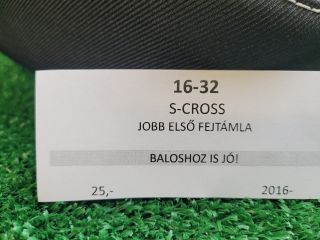 16-32
S-CROSS
JOBB ELSŐ FEJTÁMLA
BALOSHOZ IS JÓ!
25,- 2016-